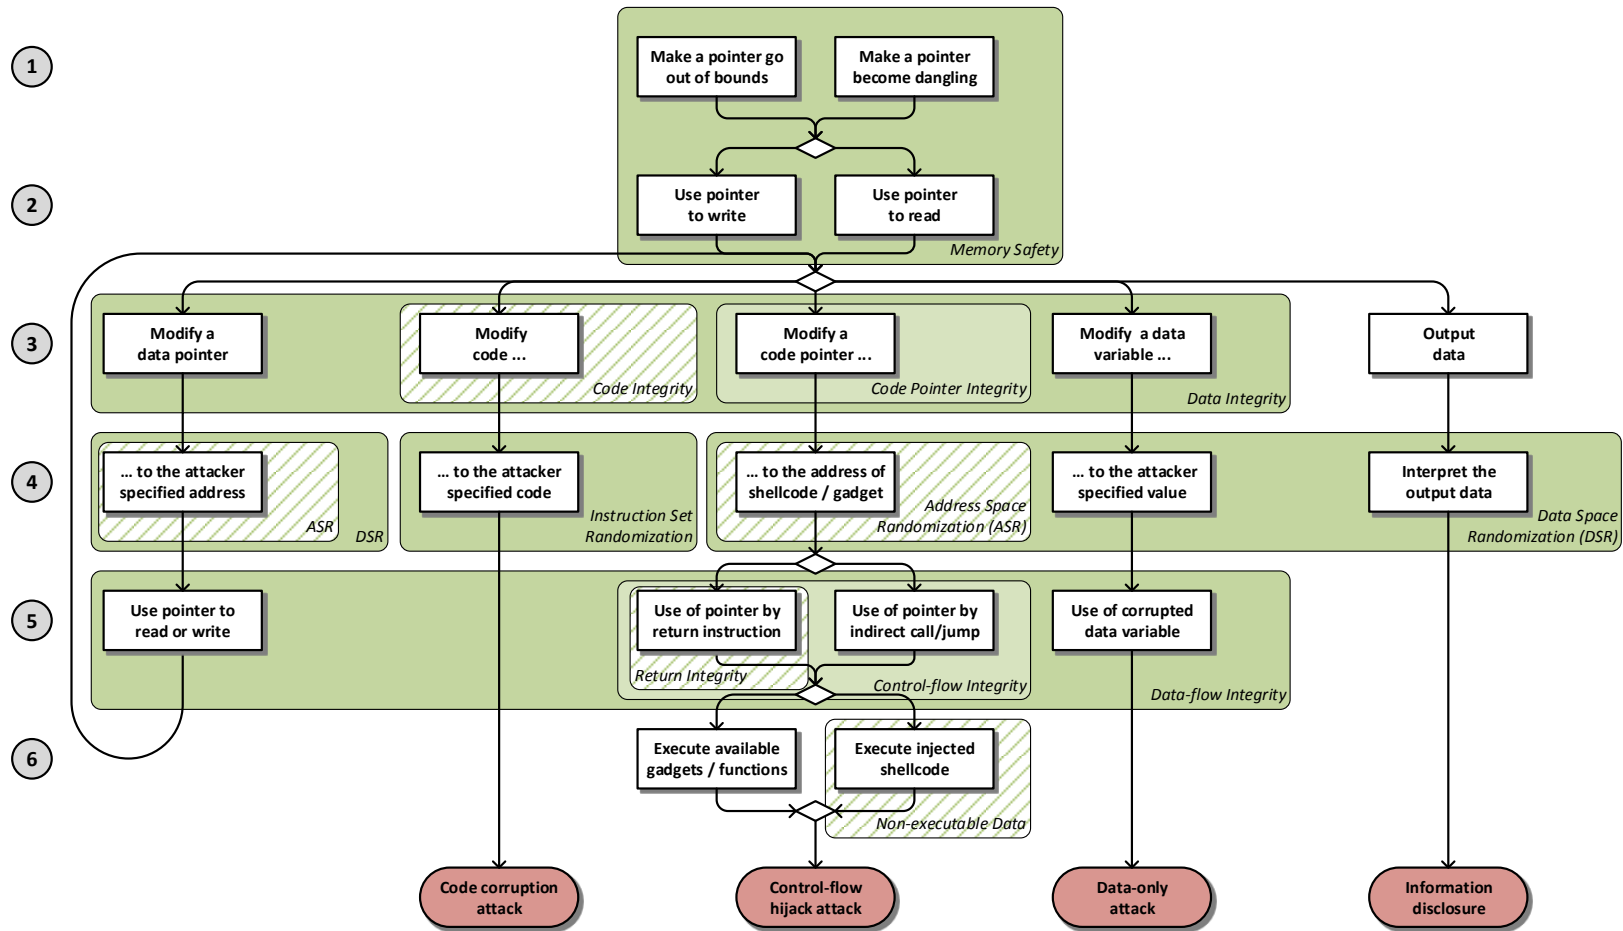 1
Make a pointer go
out of bounds
Make a pointer
become dangling
2
Use pointer
to write
Use pointer
to read
Memory Safety
3
Modify a
data pointer
Modify
code ...
Code Integrity
Modify a
code pointer ...
Code Pointer Integrity
Modify a data
variable ...
Data Integrity
Output
data
4
... to the attacker
specified address
ASR
DSR
... to the attacker
specified code
Instruction Set
Randomization
... to the address of
shellcode / gadget
Address Space
Randomization (ASR)
... to the attacker
specified value
Interpret the
output data
Data Space
Randomization (DSR)
5
Use pointer to
read or write
Use of pointer by
return instruction
Return Integrity
Use of pointer by
indirect call/jump
Control-flow Integrity
Use of corrupted
data variable
Data-flow Integrity
6
Execute available
gadgets / functions
Execute injected
shellcode
Non-executable Data
Code corruption
attack
Control-flow
hijack attack
Data-only
attack
Information
disclosure